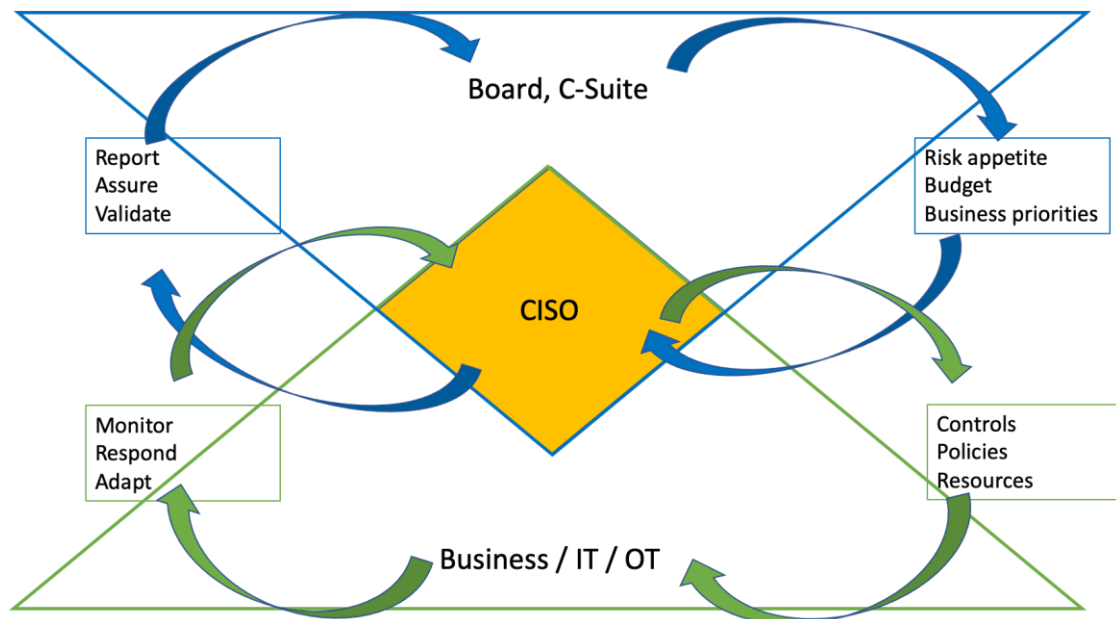 Board, C-Suite
Report
Assure
Validate
Risk appetite
Budget
Business priorities
CISO
Monitor
Respond
Adapt
Controls
Policies
Resources
Business / IT / OT